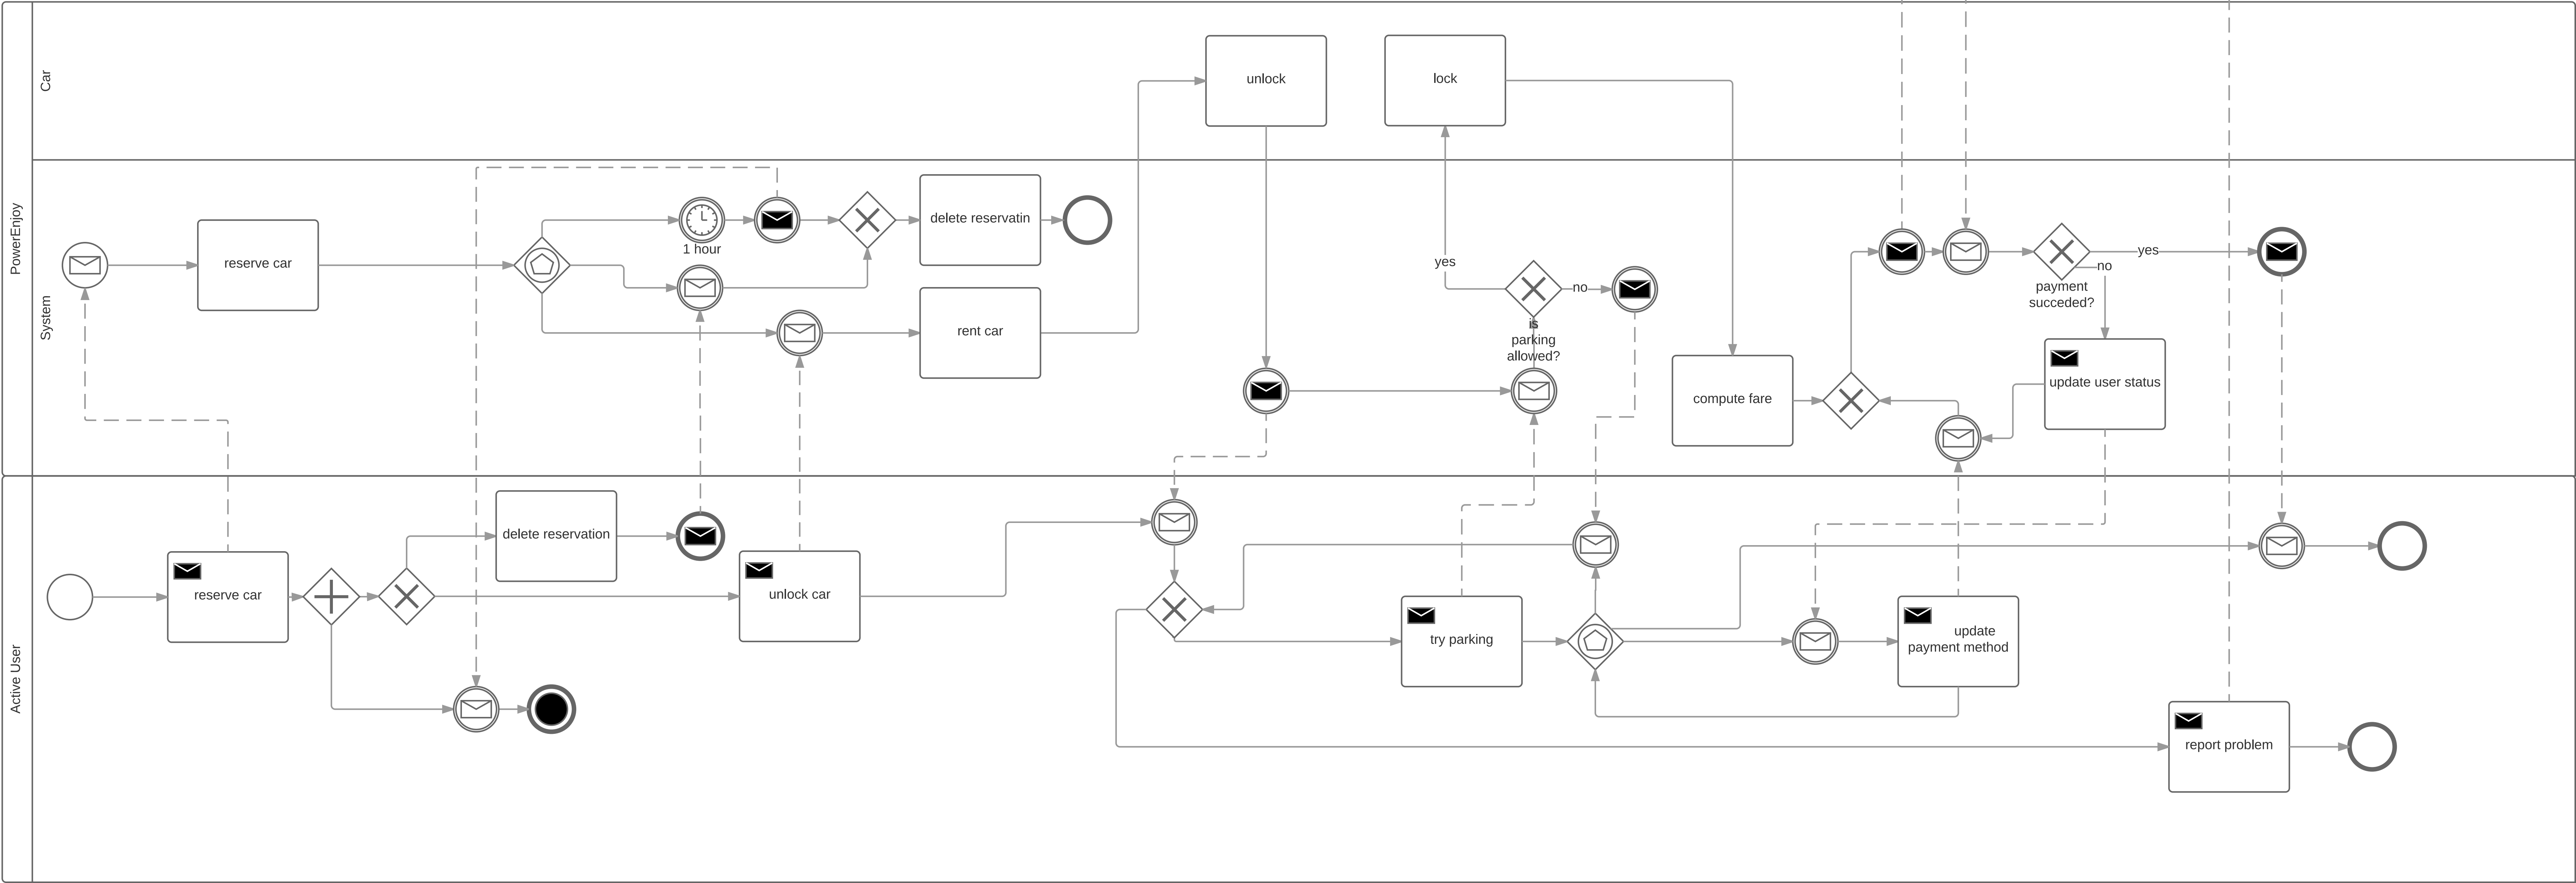 PowerEnjoy
Car
unlock
lock
System
reserve car
1 hour
delete reservatin
rent car
yes
no
is
parking
allowed?
compute fare
yes
no
payment
succeded?
update user status
Active User
reserve car
delete reservation
unlock car
try parking
update
payment method
report problem